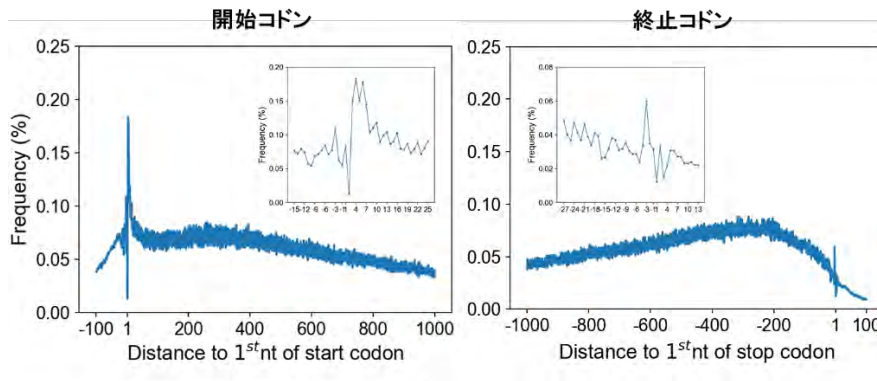 開始コドン
終止コドン
0.25
0.20
0.15
0.10
0.05
0.00
Frequency (%)
-100 1 200 400 600 800 1000
Distance to 1st nt of start codon
0.20
0.15
0.10
0.05
0.00
Frequency (%)
-15-12 -9 -6 -3-1 4 7 10 13 16 19 22 25
0.25
0.20
0.15
0.10
0.05
0.00
-1000 -800 -600 -400 -200 1 100
Distance to 1st nt of stop codon
0.08
0.06
0.04
0.02
0.00
Frequency (%)
-27-24-21-18-15-12 -9 -6 -3-1 4 7 10 13